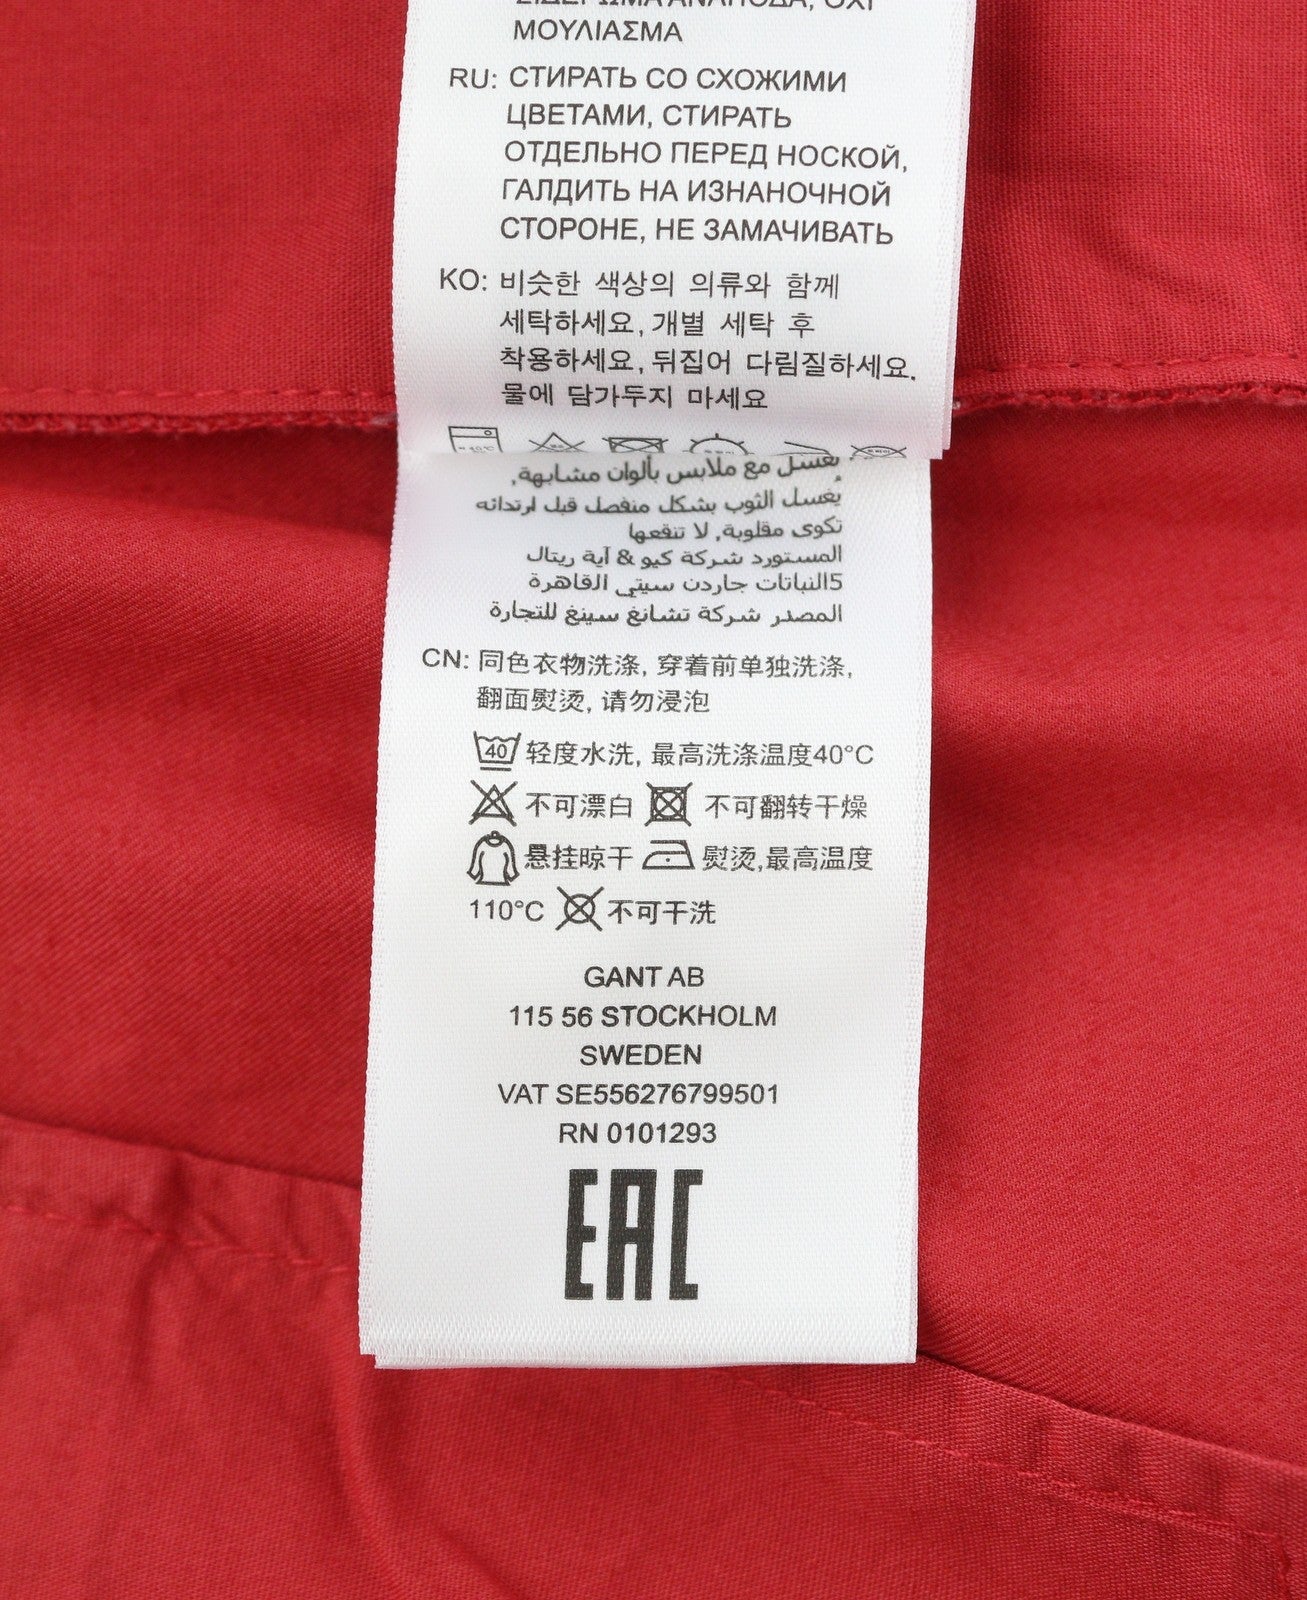 ΣΙΔΕΡΩΜΑ ΑΝΑΠΟΔΑ, ΟΧΙ
ΜΟΥΛΙΑΣΜΑ
RU: СТИРАТЬ СО СХОЖИМИ
ЦВЕТАМИ, СТИРАТЬ
ОТДЕЛЬНО ПЕРЕД НОСКОЙ,
ГАЛДИТЬ НА ИЗНАНОЧНОЙ
СТОРОНЕ, НЕ ЗАМАЧИВАТЬ
KO: 비슷한 색상의 의류와 함께
세탁하세요, 개별 세탁 후
착용하세요, 뒤집어 다림질하세요.
물에 담가두지 마세요
يغسل مع ملابس بألوان مشابهة,
يغسل الثوب بشكل منفصل قبل ارتدائه
تكوى مقلوبة, لا تنقعها
المستورد شركة كيو & آية ريتال
5النباتات جاردن سيتي القاهرة
المصدر شركة تشانغ سينغ للتجارة
CN: 同色衣物洗涤, 穿着前单独洗涤,
翻面熨烫, 请勿浸泡
40 轻度水洗, 最高洗涤温度40°C
不可漂白 不可翻转干燥
悬挂晾干 熨烫,最高温度
110°C 不可干洗
GANT AB
115 56 STOCKHOLM
SWEDEN
VAT SE556276799501
RN 0101293
EAC